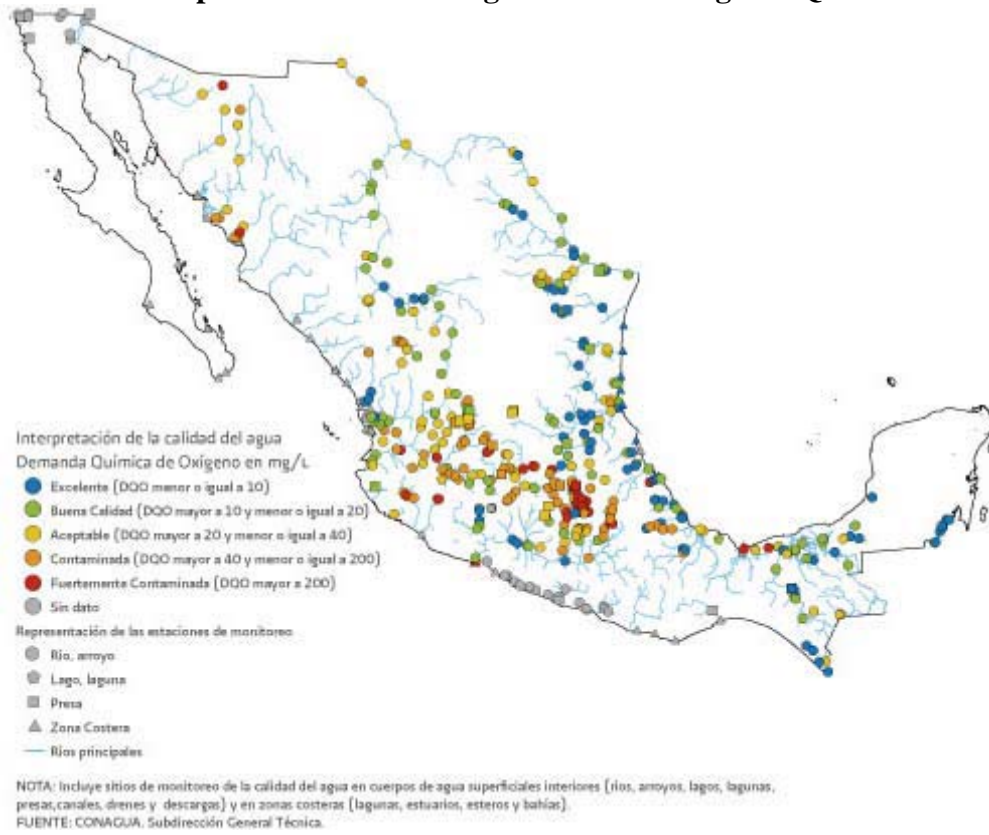 Interpretación de la calidad del agua
Demanda Química de Oxígeno en mg/L
Excelente (DQO menor o igual a 10)
Buena Calidad (DQO mayor a 10 y menor o igual a 20)
Aceptable (DQO mayor a 20 y menor o igual a 40)
Contaminada (DQO mayor a 40 y menor o igual a 200)
Fuertemente Contaminada (DQO mayor a 200)
Sin dato
Representación de las estaciones de monitoreo
Río, arroyo
Lago, laguna
Presa
Zona Costera
Ríos principales
NOTA: Incluye sitios de monitoreo de la calidad del agua en cuerpos de agua superficiales interiores (ríos, arroyos, lagos, lagunas,
presas,canales, drenes y descargas) y en zonas costeras (lagunas, estuarios, esteros y bahías).
FUENTE: CONAGUA. Subdirección General Técnica.